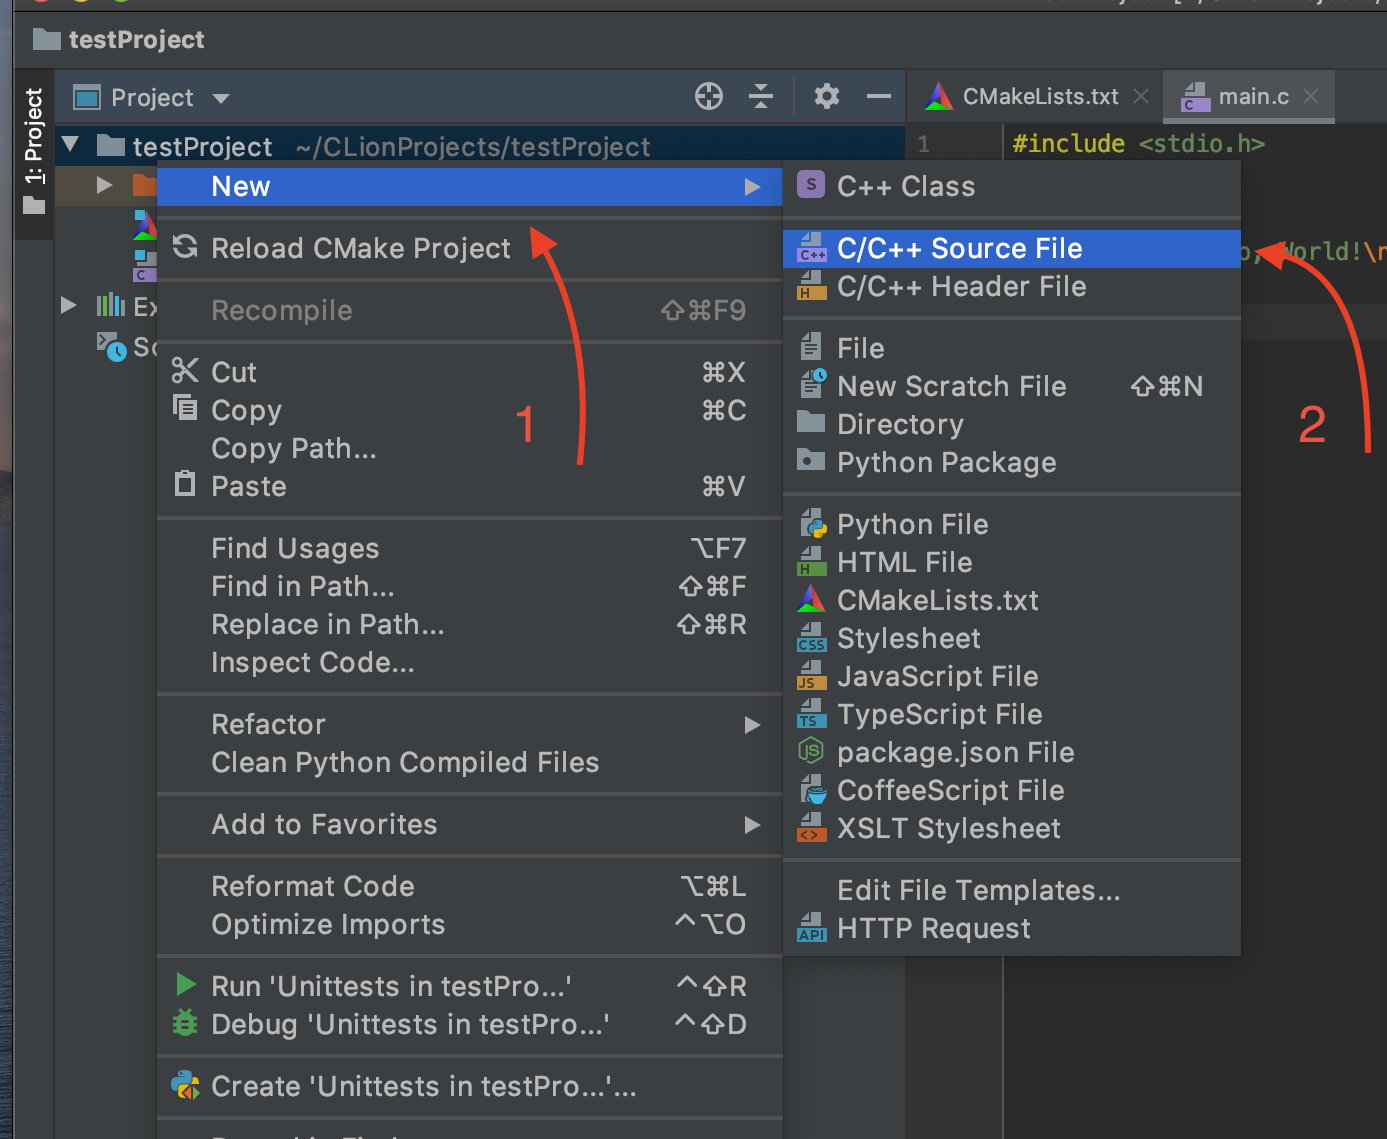 testProject
1: Project
Project
CMakeLists.txt
main.c
testProject ~/CLionProjects/testProject
1
#include <stdio.h>
World!\n
Ex
New
Reload CMake Project
Recompile ⇧⌘F9
Cut ⌘X
Copy ⌘C
Copy Path...
Paste ⌘V
Find Usages ⌥F7
Find in Path... ⇧⌘F
Replace in Path... ⇧⌘R
Inspect Code...
Refactor
Clean Python Compiled Files
Add to Favorites
Reformat Code ⌥⌘L
Optimize Imports ^⌥O
Run 'Unittests in testPro...' ^⇧R
Debug 'Unittests in testPro...' ^⇧D
Create 'Unittests in testPro...'...
C++ Class
C/C++ Source File
C/C++ Header File
File
New Scratch File ⇧⌘N
Directory
Python Package
Python File
HTML File
CMakeLists.txt
Stylesheet
JavaScript File
TypeScript File
package.json File
CoffeeScript File
XSLT Stylesheet
Edit File Templates...
HTTP Request
1
2